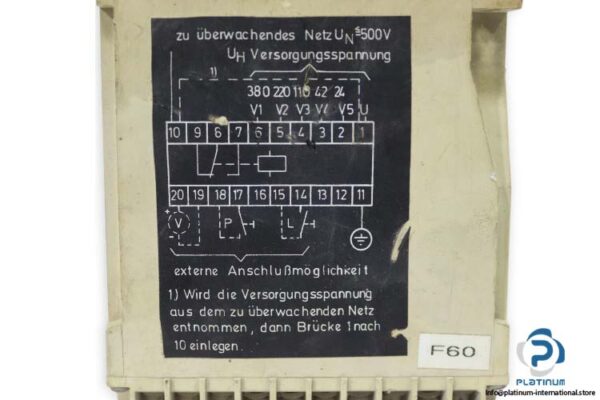 zu überwachendes Netz UN ≤500V
UH Versorgungsspannung
1)
380 220 110 42 24
V1 V2 V3 V4 V5 U
10 9 8 7 6 5 4 3 2 1
20 19 18 17 16 15 14 13 12 11
+ V P L
externe Anschlußmöglichkeit
1.) Wird die Versorgungsspannung
aus dem zu überwachenden Netz
entnommen, dann Brücke 1 nach
10 einlegen.
F60
PLATINUM
info@platinum-international.store